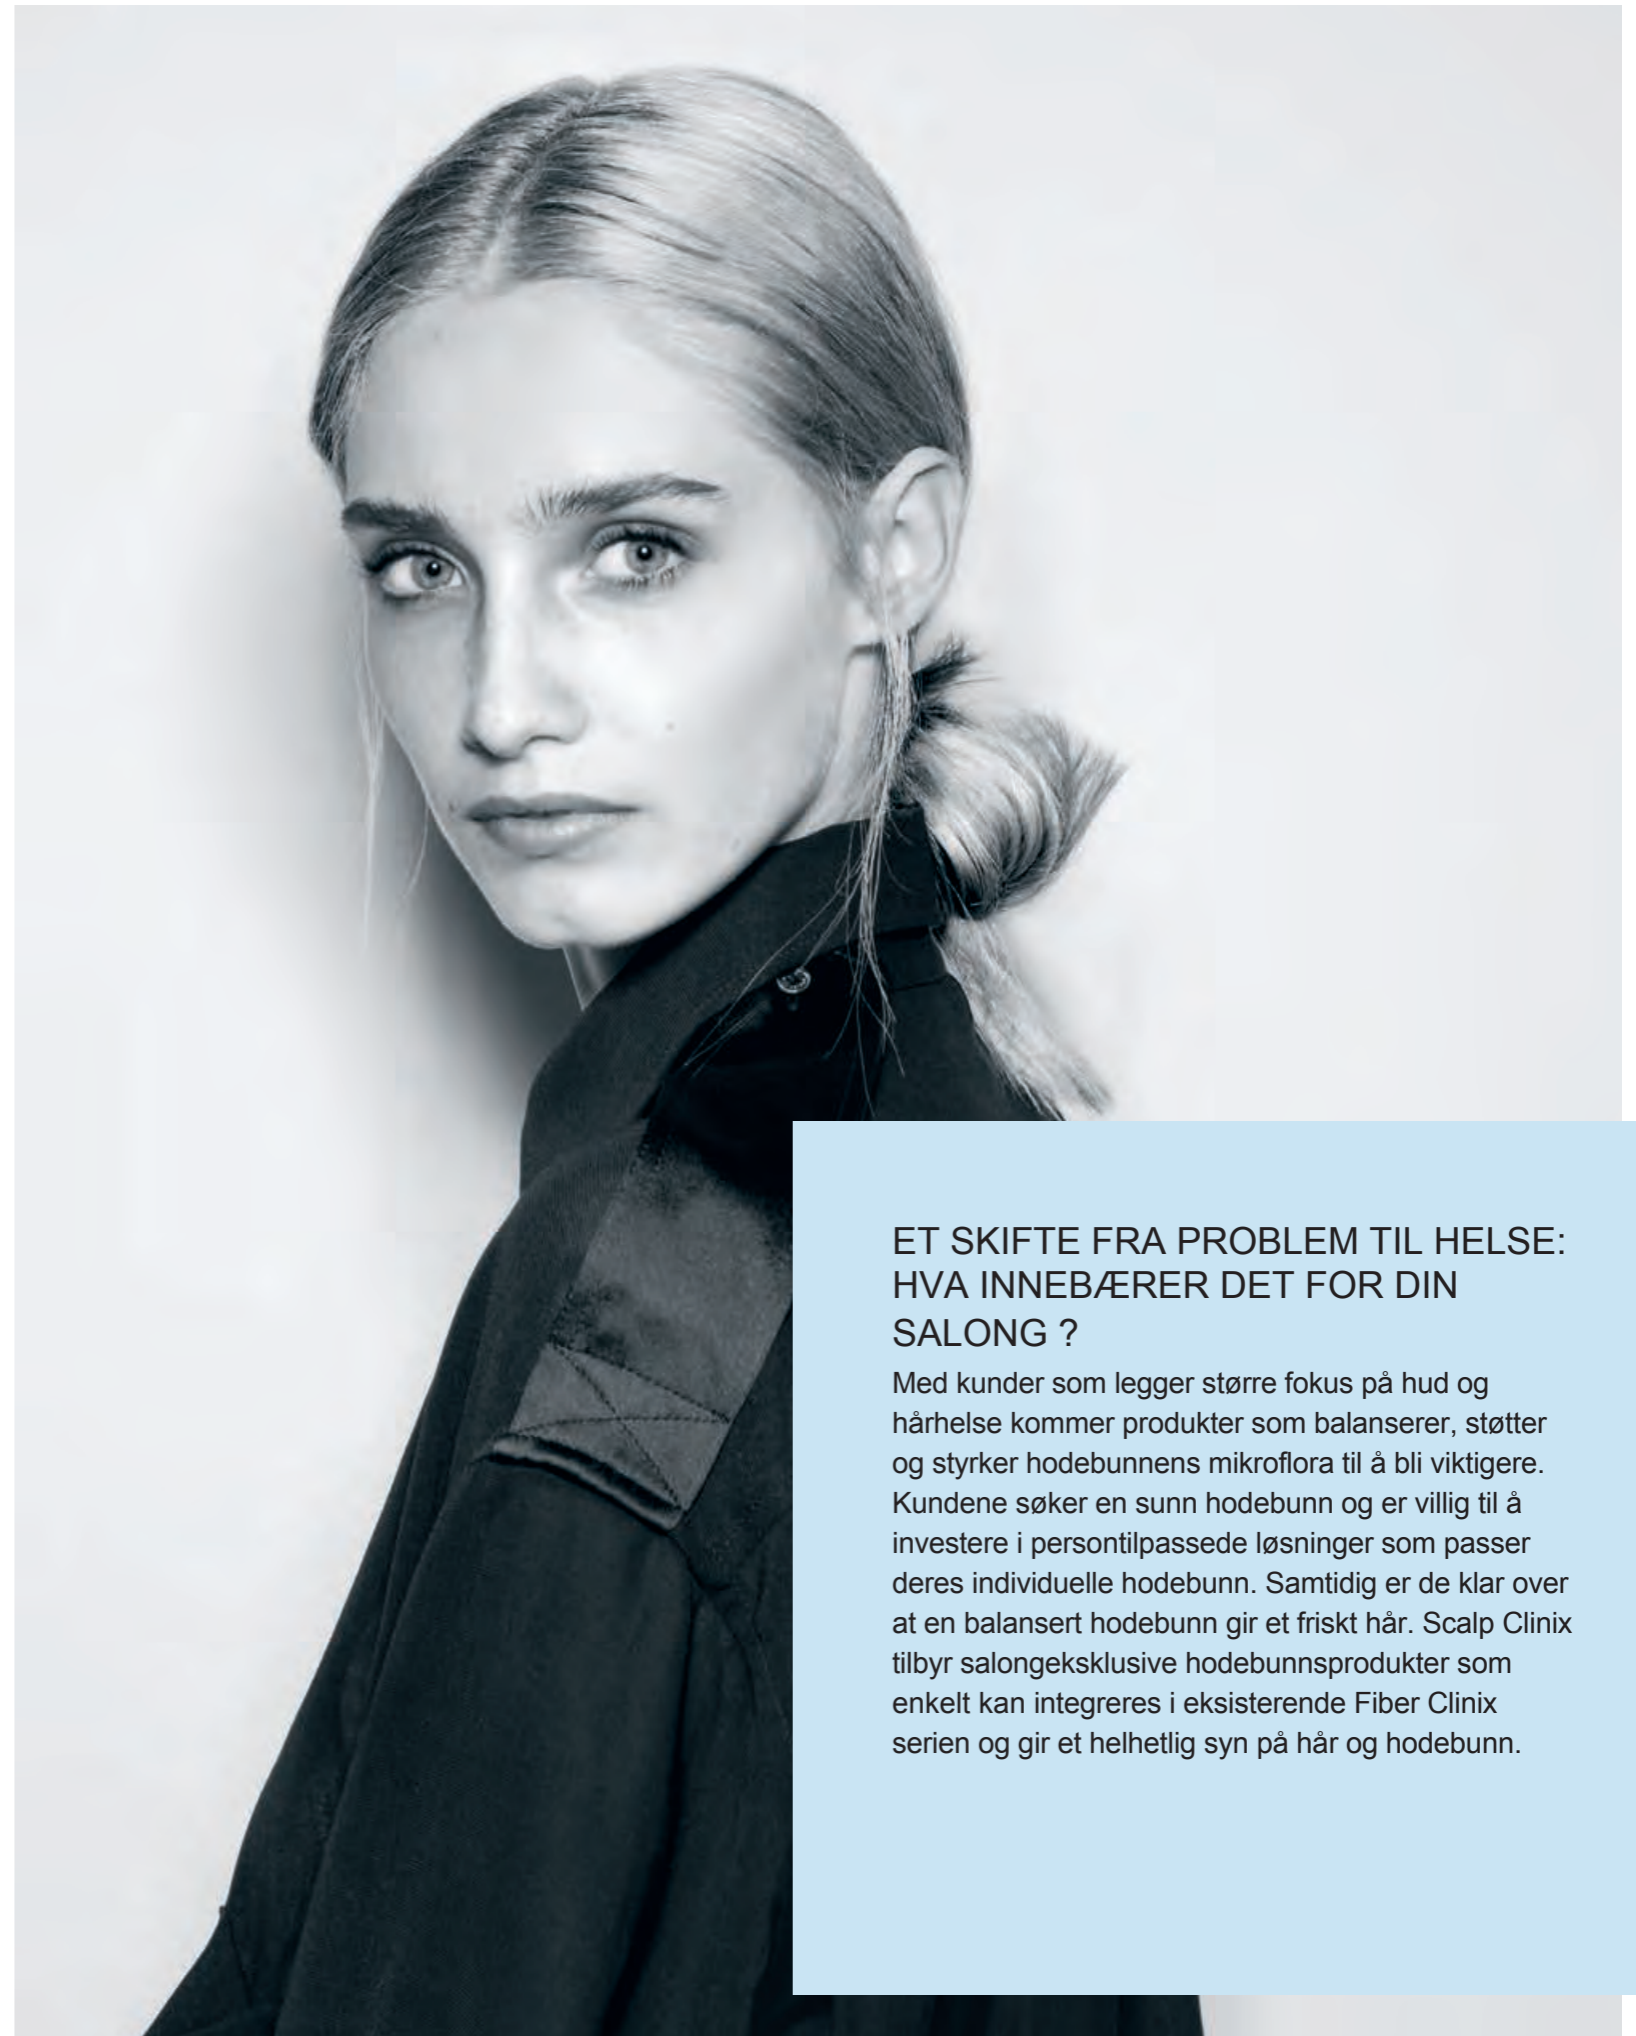 ET SKIFTE FRA PROBLEM TIL HELSE:
HVA INNEBÆRER DET FOR DIN
SALONG ?
Med kunder som legger større fokus på hud og
hårhelse kommer produkter som balanserer, støtter
og styrker hodebunnens mikroflora til å bli viktigere.
Kundene søker en sunn hodebunn og er villig til å
investere i persontilpassede løsninger som passer
deres individuelle hodebunn. Samtidig er de klar over
at en balansert hodebunn gir et friskt hår. Scalp Clinix
tilbyr salongeksklusive hodebunnsprodukter som
enkelt kan integreres i eksisterende Fiber Clinix
serien og gir et helhetlig syn på hår og hodebunn.